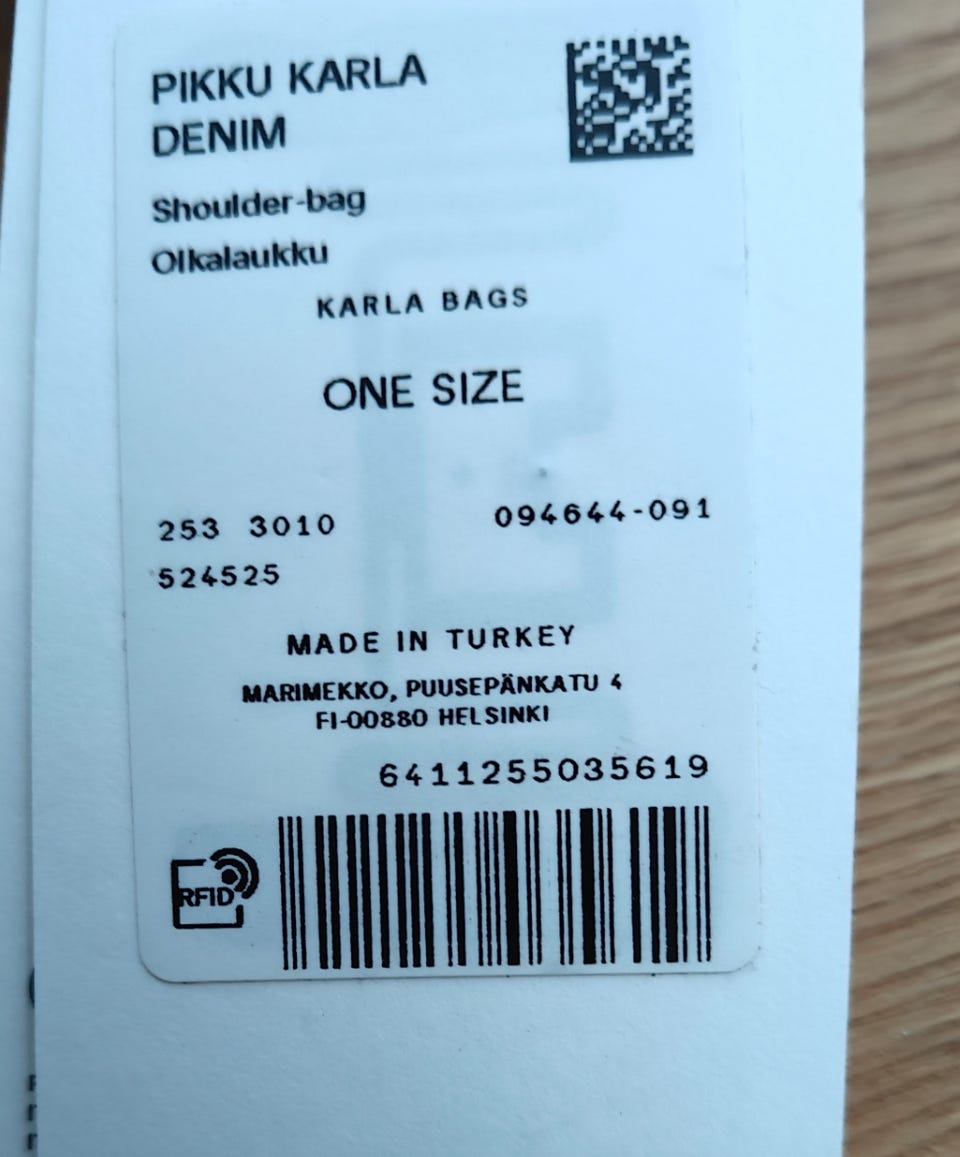 PIKKU KARLA
DENIM
Shoulder-bag
Olkalaukku
KARLA BAGS
ONE SIZE
253 3010
094644-091
524525
MADE IN TURKEY
MARIMEKKO, PUUSEPÄNKATU 4
FI-00880 HELSINKI
6411255035619
RFID